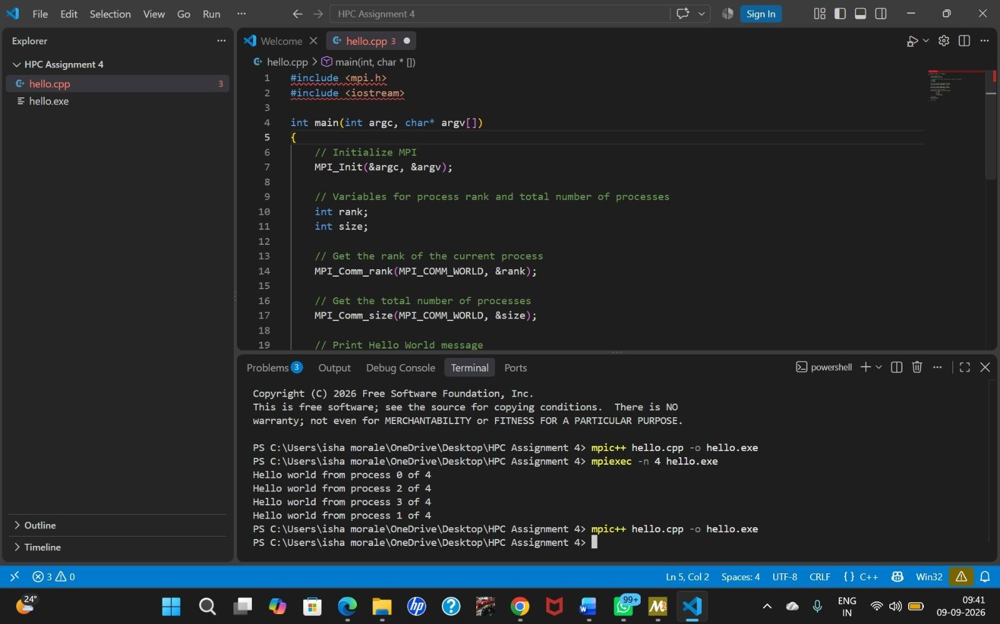 File Edit Selection View Go Run ··· HPC Assignment 4 Sign In
Explorer ···
HPC Assignment 4
hello.cpp 3
hello.exe
Outline
Timeline
Welcome hello.cpp 3
hello.cpp > main(int, char * [])
1 #include <mpi.h>
2 #include <iostream>
3
4 int main(int argc, char* argv[])
5 {
6 // Initialize MPI
7 MPI_Init(&argc, &argv);
8
9 // Variables for process rank and total number of processes
10 int rank;
11 int size;
12
13 // Get the rank of the current process
14 MPI_Comm_rank(MPI_COMM_WORLD, &rank);
15
16 // Get the total number of processes
17 MPI_Comm_size(MPI_COMM_WORLD, &size);
18
19 // Print Hello World message
Problems 3 Output Debug Console Terminal Ports powershell
Copyright (C) 2026 Free Software Foundation, Inc.
This is free software; see the source for copying conditions.  There is NO
warranty; not even for MERCHANTABILITY or FITNESS FOR A PARTICULAR PURPOSE.
PS C:\Users\isha morale\OneDrive\Desktop\HPC Assignment 4> mpic++ hello.cpp -o hello.exe
PS C:\Users\isha morale\OneDrive\Desktop\HPC Assignment 4> mpiexec -n 4 hello.exe
Hello world from process 0 of 4
Hello world from process 2 of 4
Hello world from process 3 of 4
Hello world from process 1 of 4
PS C:\Users\isha morale\OneDrive\Desktop\HPC Assignment 4> mpic++ hello.cpp -o hello.exe
PS C:\Users\isha morale\OneDrive\Desktop\HPC Assignment 4>
3 0 Ln 5, Col 2 Spaces: 4 UTF-8 CRLF { } C++ Win32
24° hp 99+ ENG 09:41
IN 09-09-2026